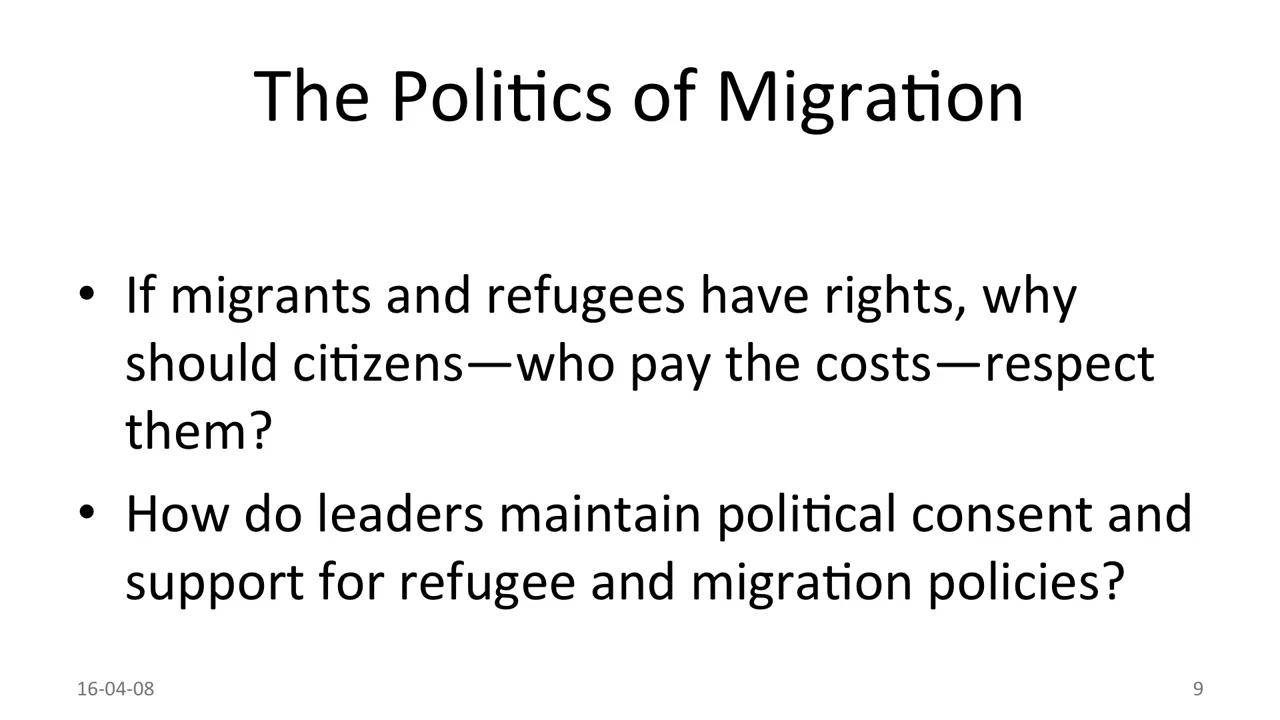 The Politics of Migration
• If migrants and refugees have rights, why
should citizens—who pay the costs—respect
them?
• How do leaders maintain political consent and
support for refugee and migration policies?
16-04-08
9